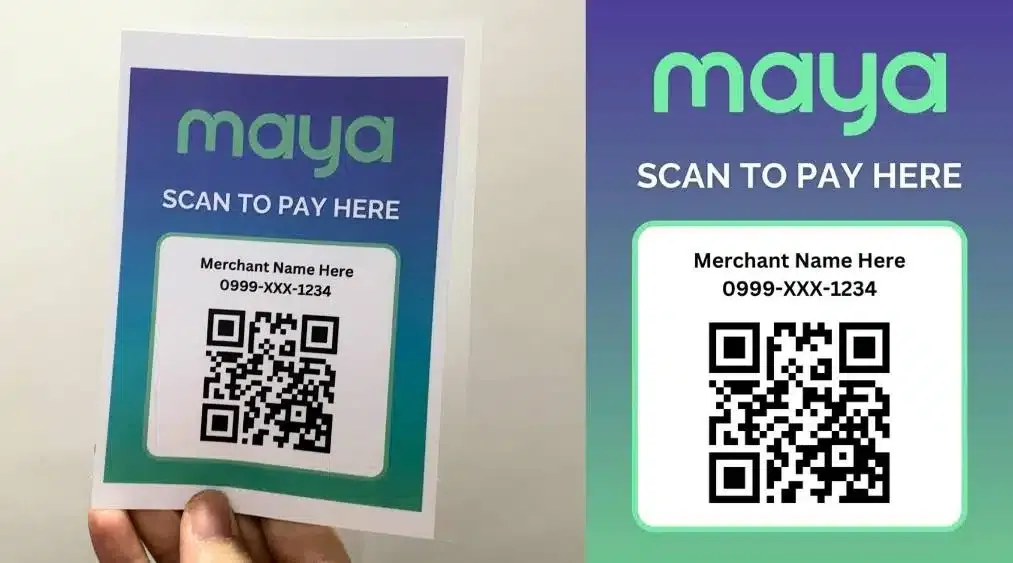 maya
SCAN TO PAY HERE
Merchant Name Here
0999-XXX-1234
maya
SCAN TO PAY HERE
Merchant Name Here
0999-XXX-1234